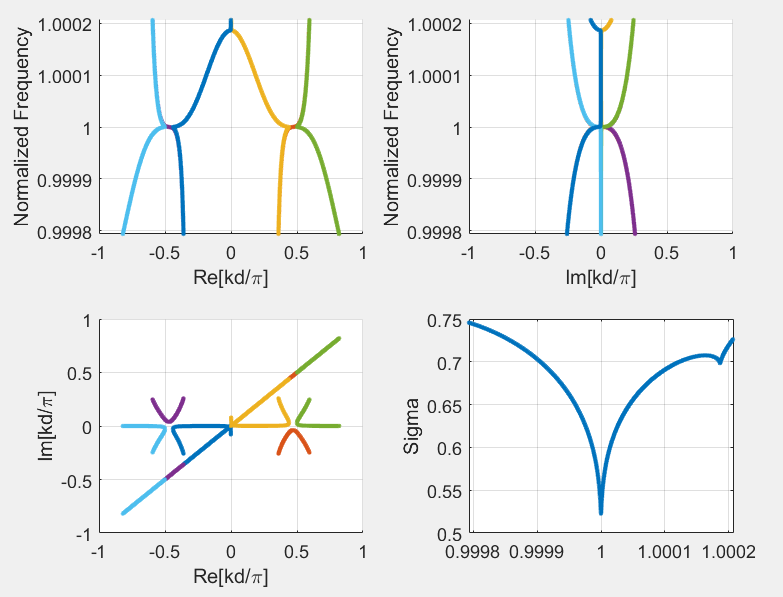 Normalized Frequency
1.0002
1.0001
1
0.9999
0.9998
-1 -0.5 0 0.5 1
Re[kd/π]
Normalized Frequency
1.0002
1.0001
1
0.9999
0.9998
-1 -0.5 0 0.5 1
Im[kd/π]
Im[kd/π]
1
0.5
0
-0.5
-1
-1 -0.5 0 0.5 1
Re[kd/π]
Sigma
0.75
0.7
0.65
0.6
0.55
0.5
0.9998 0.9999 1 1.0001 1.0002